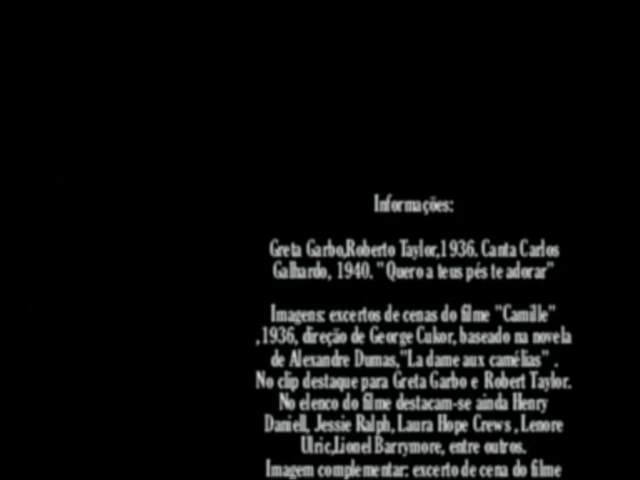 Informações:
Greta Garbo,Roberto Taylor,1936. Canta Carlos
Galhardo, 1940. "Quero a teus pés te adorar"
Imagens: excertos de cenas do filme "Camille"
,1936, direção de George Cukor, baseado na novela
de Alexandre Dumas,"La dame aux camélias" .
No clip destaque para Greta Garbo e Robert Taylor.
No elenco do filme destacam-se ainda Henry
Daniell, Jessie Ralph, Laura Hope Crews , Lenore
Ulric,Lionel Barrymore, entre outros.
Imagem complementar: excerto de cena do filme